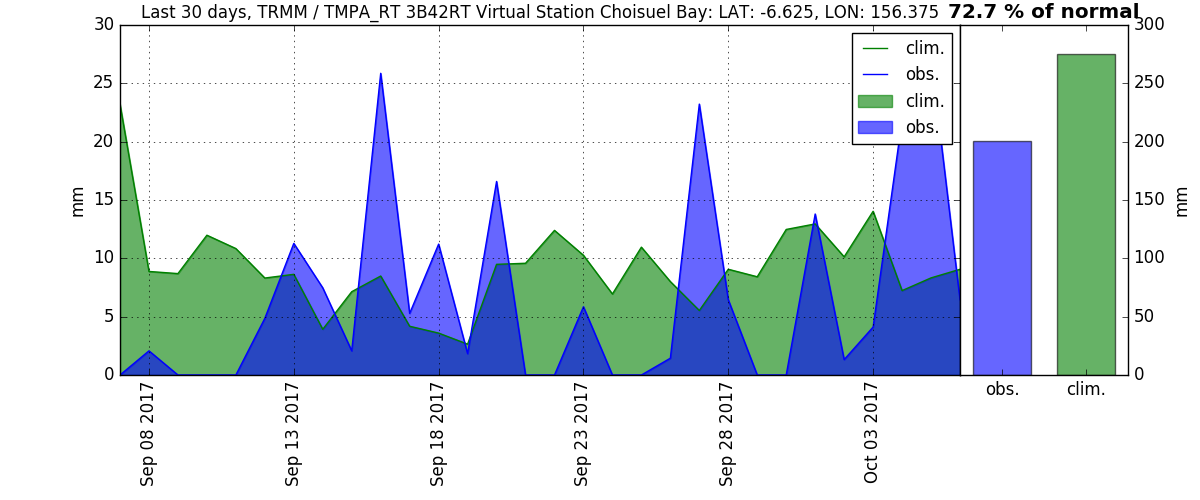 Last 30 days, TRMM / TMPA_RT 3B42RT Virtual Station Choisuel Bay: LAT: -6.625, LON: 156.375 72.7 % of normal
30
25
20
15
10
5
0
mm
clim.
obs.
clim.
obs.
300
250
200
150
100
50
0
mm
Sep 08 2017
Sep 13 2017
Sep 18 2017
Sep 23 2017
Sep 28 2017
Oct 03 2017
obs.
clim.